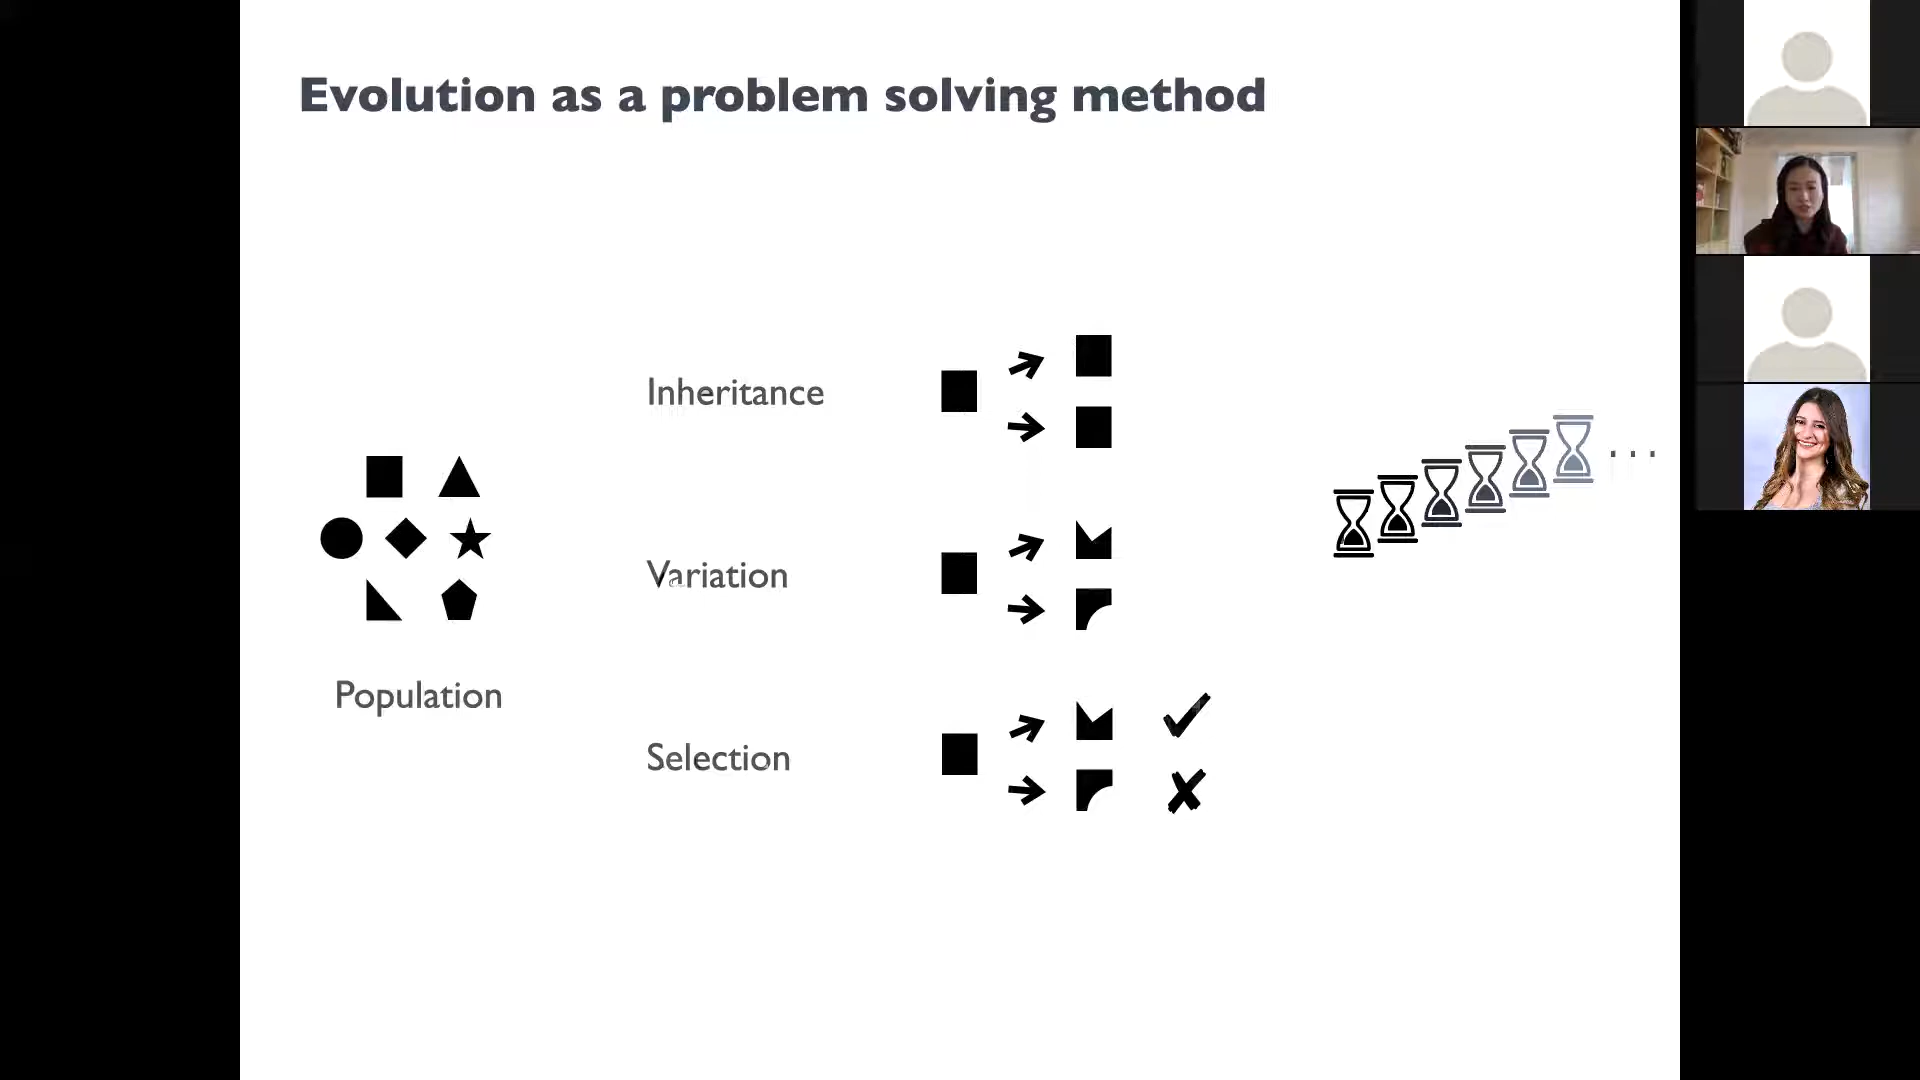 Evolution as a problem solving method
Inheritance
Variation
Population
Selection
...